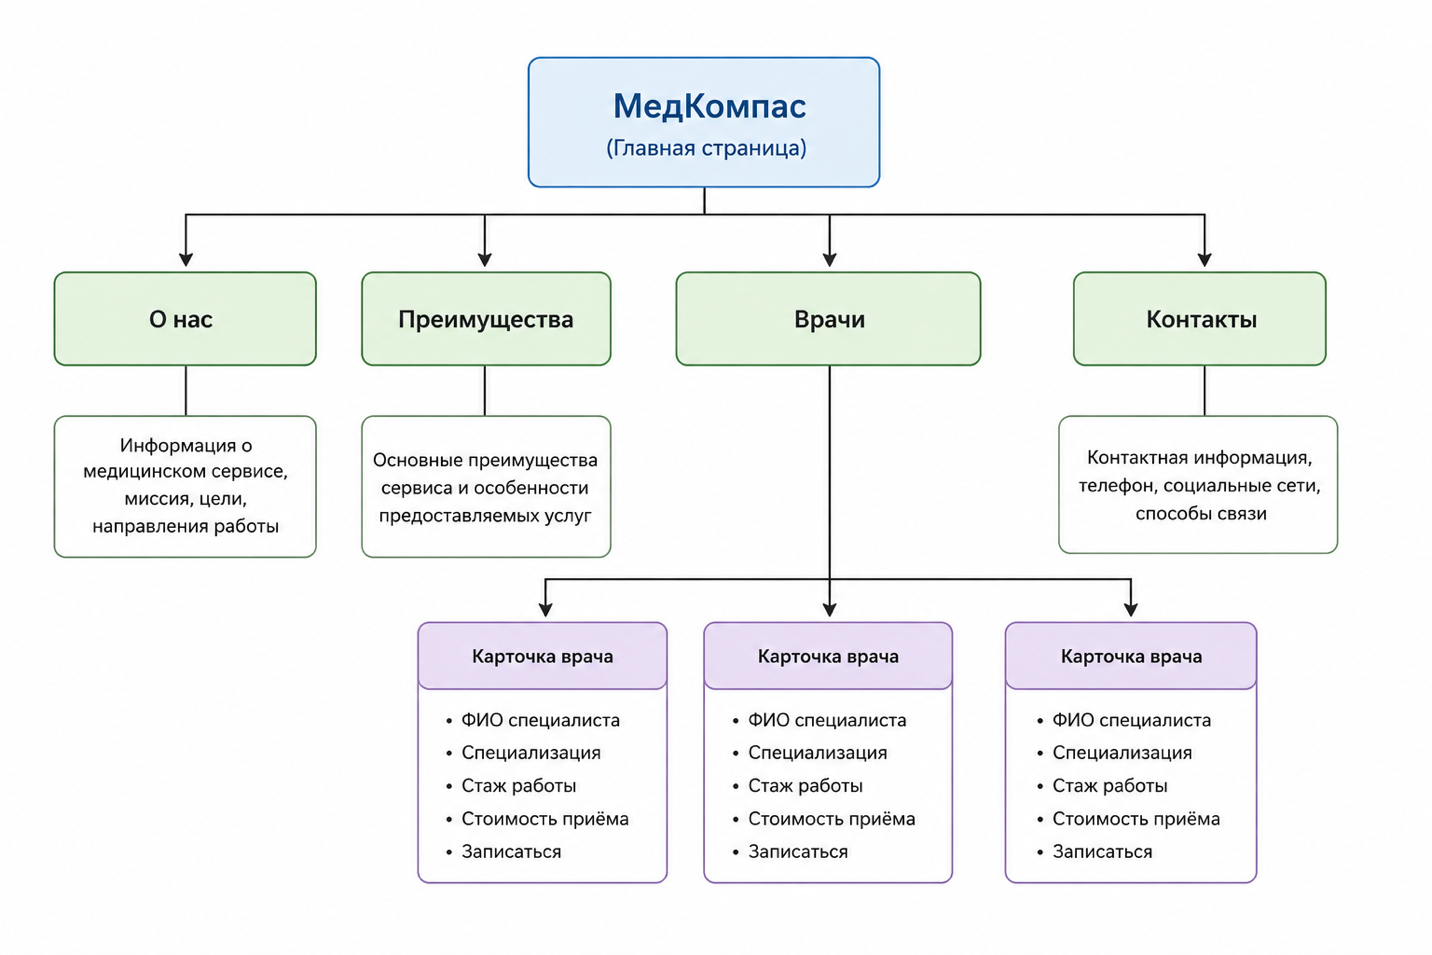 МедКомпас
(Главная страница)
О нас
Преимущества
Врачи
Контакты
Информация о
медицинском сервисе,
миссия, цели,
направления работы
Основные преимущества
сервиса и особенности
предоставляемых услуг
Контактная информация,
телефон, социальные сети,
способы связи
Карточка врача
• ФИО специалиста
• Специализация
• Стаж работы
• Стоимость приёма
• Записаться
Карточка врача
• ФИО специалиста
• Специализация
• Стаж работы
• Стоимость приёма
• Записаться
Карточка врача
• ФИО специалиста
• Специализация
• Стаж работы
• Стоимость приёма
• Записаться